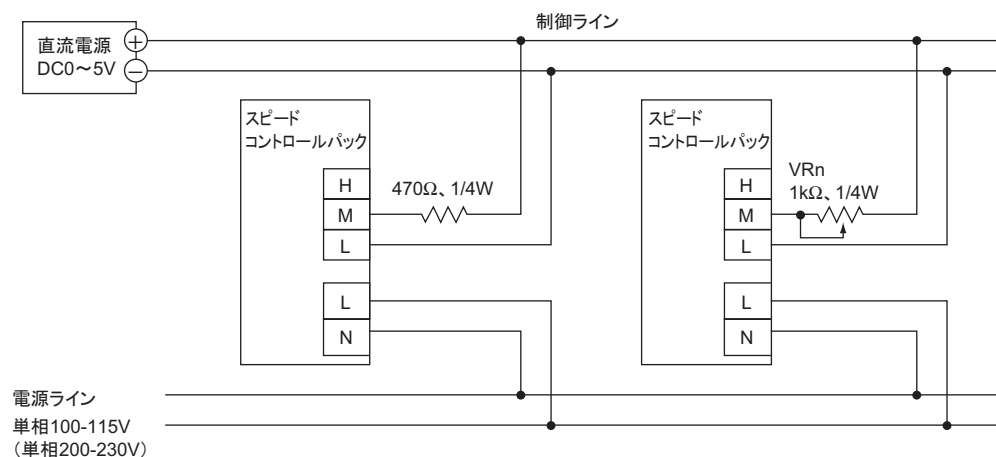 制御ライン
直流電源
DC0～5V
＋
－
スピード
コントロールパック
H
M
L
L
N
470Ω、1/4W
スピード
コントロールパック
H
M
L
L
N
VRn
1kΩ、1/4W
電源ライン
単相100-115V
（単相200-230V）